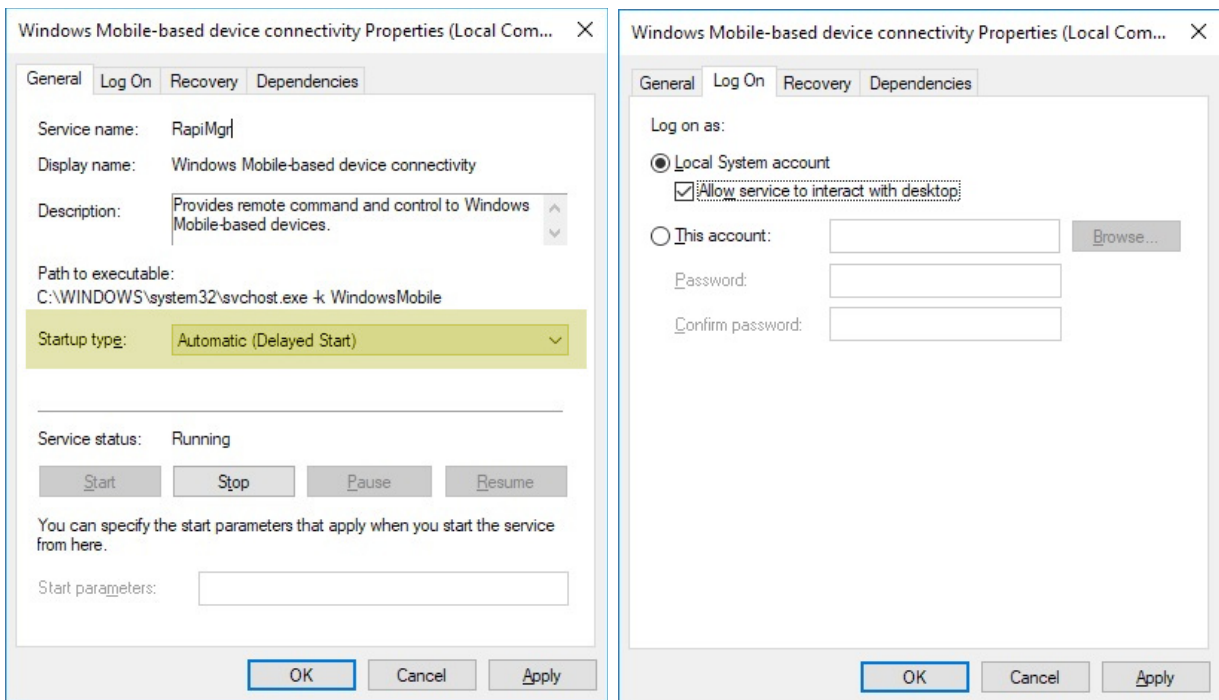 Windows Mobile-based device connectivity Properties (Local Com...
General Log On Recovery Dependencies
Service name: RapiMgr
Display name: Windows Mobile-based device connectivity
Description: Provides remote command and control to Windows
Mobile-based devices.
Path to executable:
C:\WINDOWS\system32\svchost.exe -k WindowsMobile
Startup type: Automatic (Delayed Start)
Service status: Running
Start Stop Pause Resume
You can specify the start parameters that apply when you start the service
from here.
Start parameters:
OK Cancel Apply
Windows Mobile-based device connectivity Properties (Local Com...
General Log On Recovery Dependencies
Log on as:
Local System account
Allow service to interact with desktop
This account: Browse...
Password:
Confirm password:
OK Cancel Apply